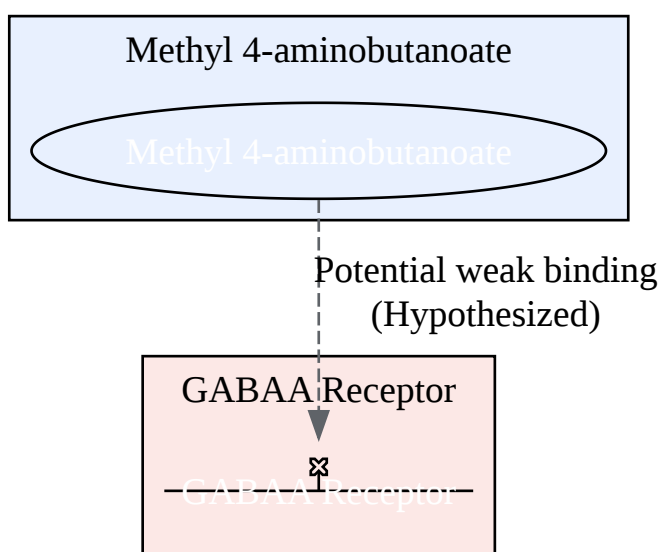 Methyl 4-aminobutanoate
Methyl 4-aminobutanoate
Potential weak binding
(Hypothesized)
GABAA Receptor
GABAA Receptor